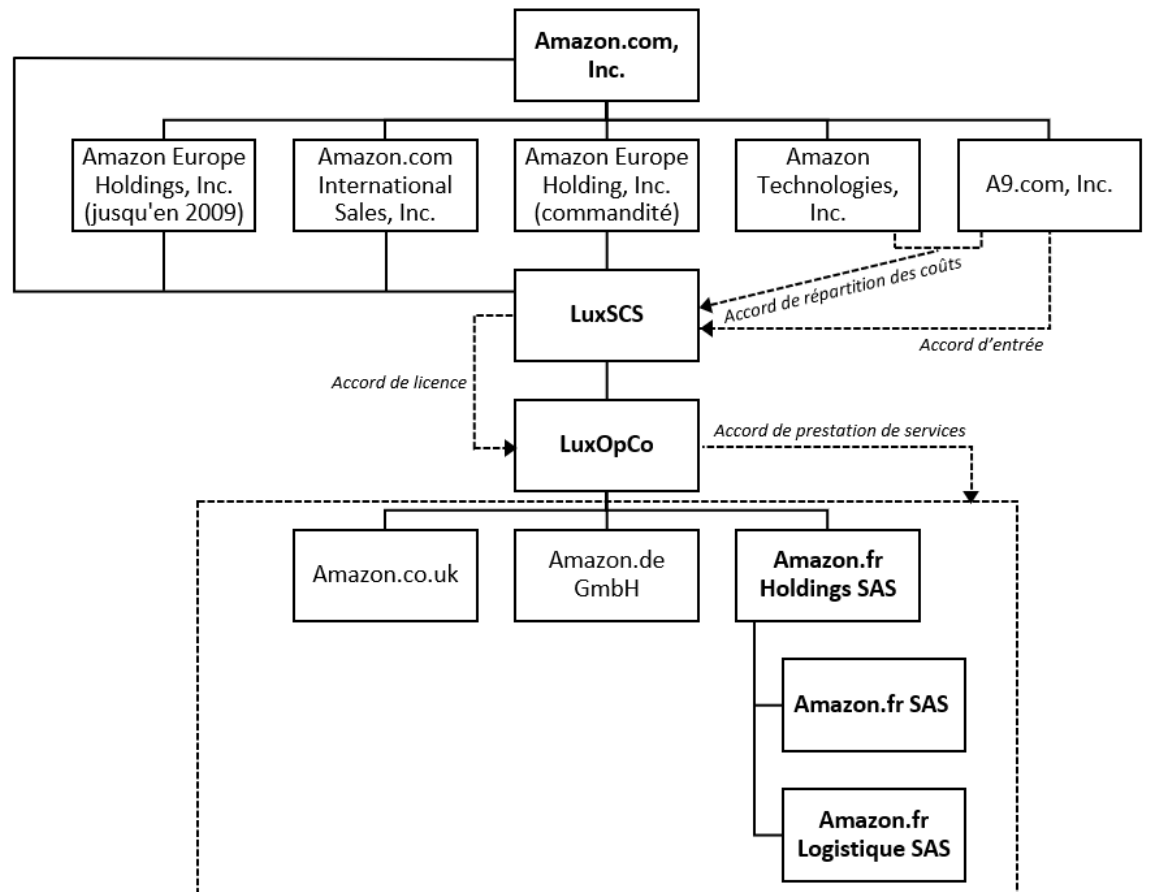 Amazon.com,
Inc.
Amazon Europe
Holdings, Inc.
(jusqu'en 2009)
Amazon.com
International
Sales, Inc.
Amazon Europe
Holding, Inc.
(commandité)
Amazon
Technologies,
Inc.
A9.com, Inc.
Accord de répartition des coûts
LuxSCS
Accord d’entrée
Accord de licence
LuxOpCo
Accord de prestation de services
Amazon.co.uk
Amazon.de
GmbH
Amazon.fr
Holdings SAS
Amazon.fr SAS
Amazon.fr
Logistique SAS